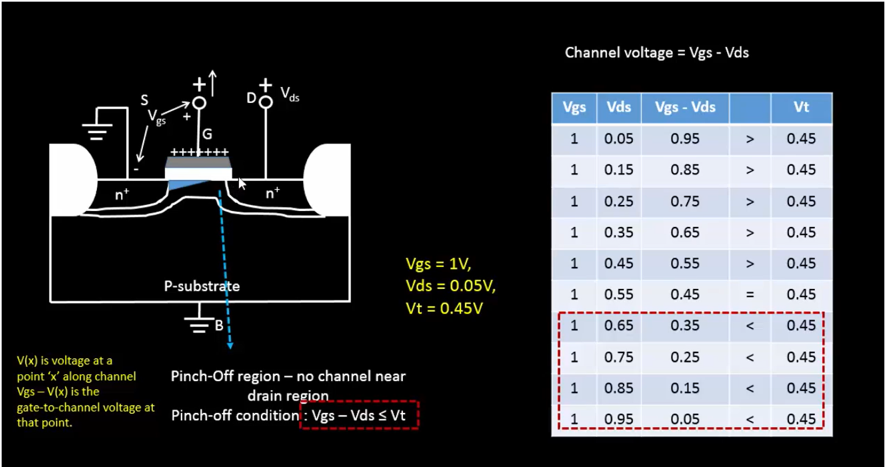 Channel voltage = Vgs - Vds
S
Vgs
+
-
+
G
+++++++
+
D
Vds
n+
n+
P-substrate
B
Vgs = 1V,
Vds = 0.05V,
Vt = 0.45V
V(x) is voltage at a
point ‘x’ along channel
Vgs – V(x) is the
gate-to-channel voltage at
that point.
Pinch-Off region – no channel near
drain region
Pinch-off condition : Vgs – Vds ≤ Vt
Vgs Vds Vgs - Vds Vt
1 0.05 0.95 > 0.45
1 0.15 0.85 > 0.45
1 0.25 0.75 > 0.45
1 0.35 0.65 > 0.45
1 0.45 0.55 > 0.45
1 0.55 0.45 = 0.45
1 0.65 0.35 < 0.45
1 0.75 0.25 < 0.45
1 0.85 0.15 < 0.45
1 0.95 0.05 < 0.45